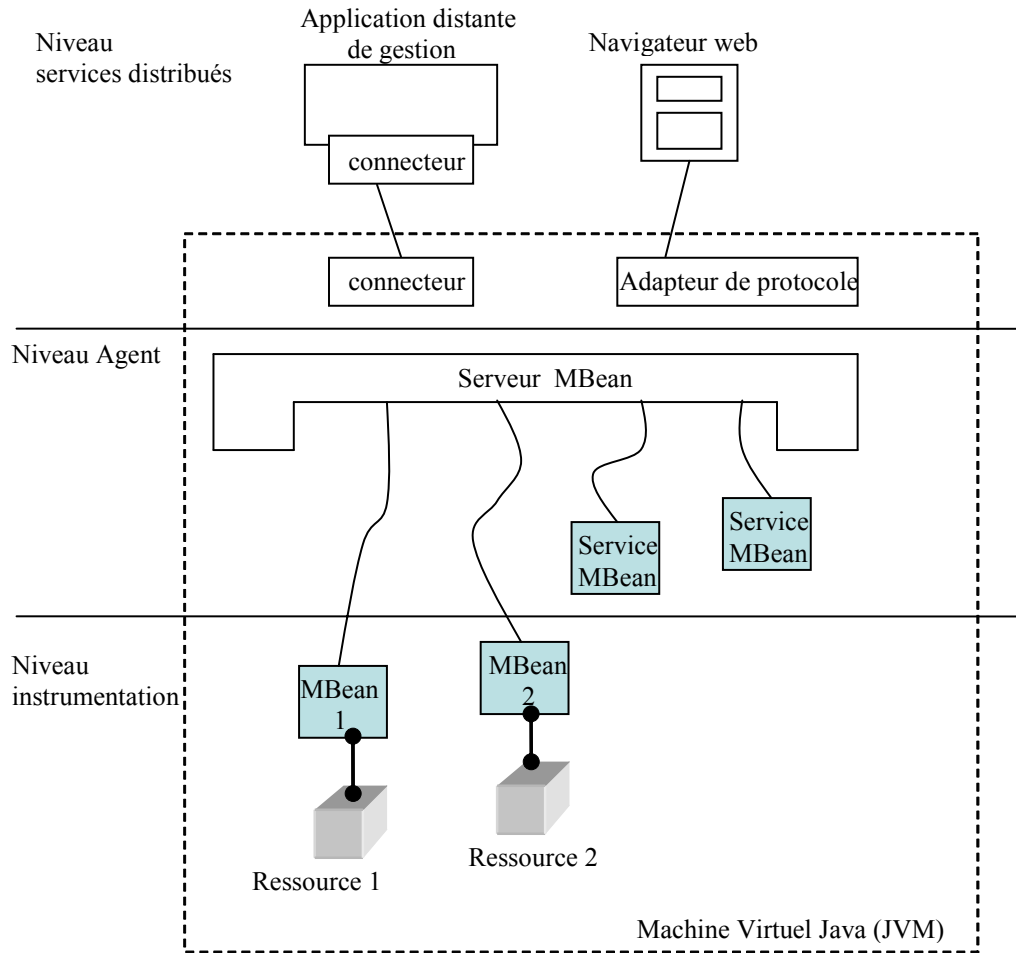 Niveau
services distribués
Application distante
de gestion
Navigateur web
connecteur
connecteur
Adapteur de protocole
Niveau Agent
Serveur MBean
Service
MBean
Service
MBean
Niveau
instrumentation
MBean
1
MBean
2
Ressource 1
Ressource 2
Machine Virtuel Java (JVM)